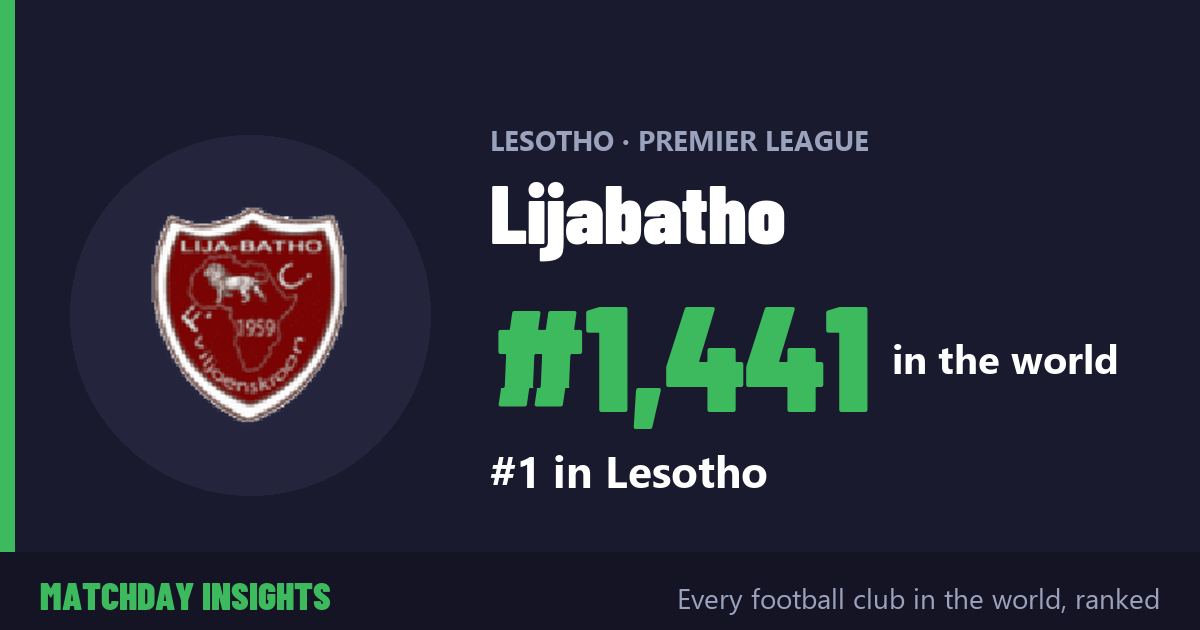 LESOTHO · PREMIER LEAGUE
Lijabatho
LIJA-BATHO
1959
Viljoenskroon
#1,441 in the world
#1 in Lesotho
MATCHDAY INSIGHTS
Every football club in the world, ranked